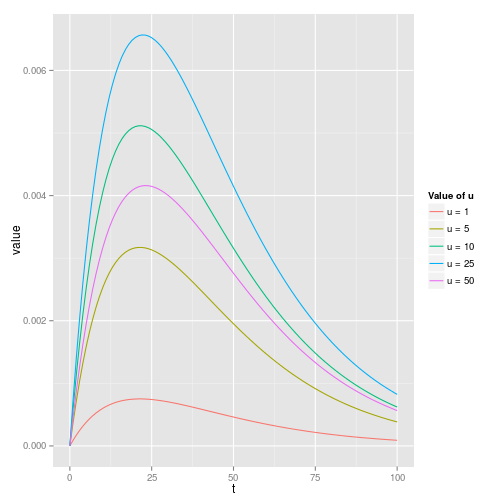 0.006
0.004
0.002
0.000
value
0
25
50
75
100
t
Value of u
u = 1
u = 5
u = 10
u = 25
u = 50